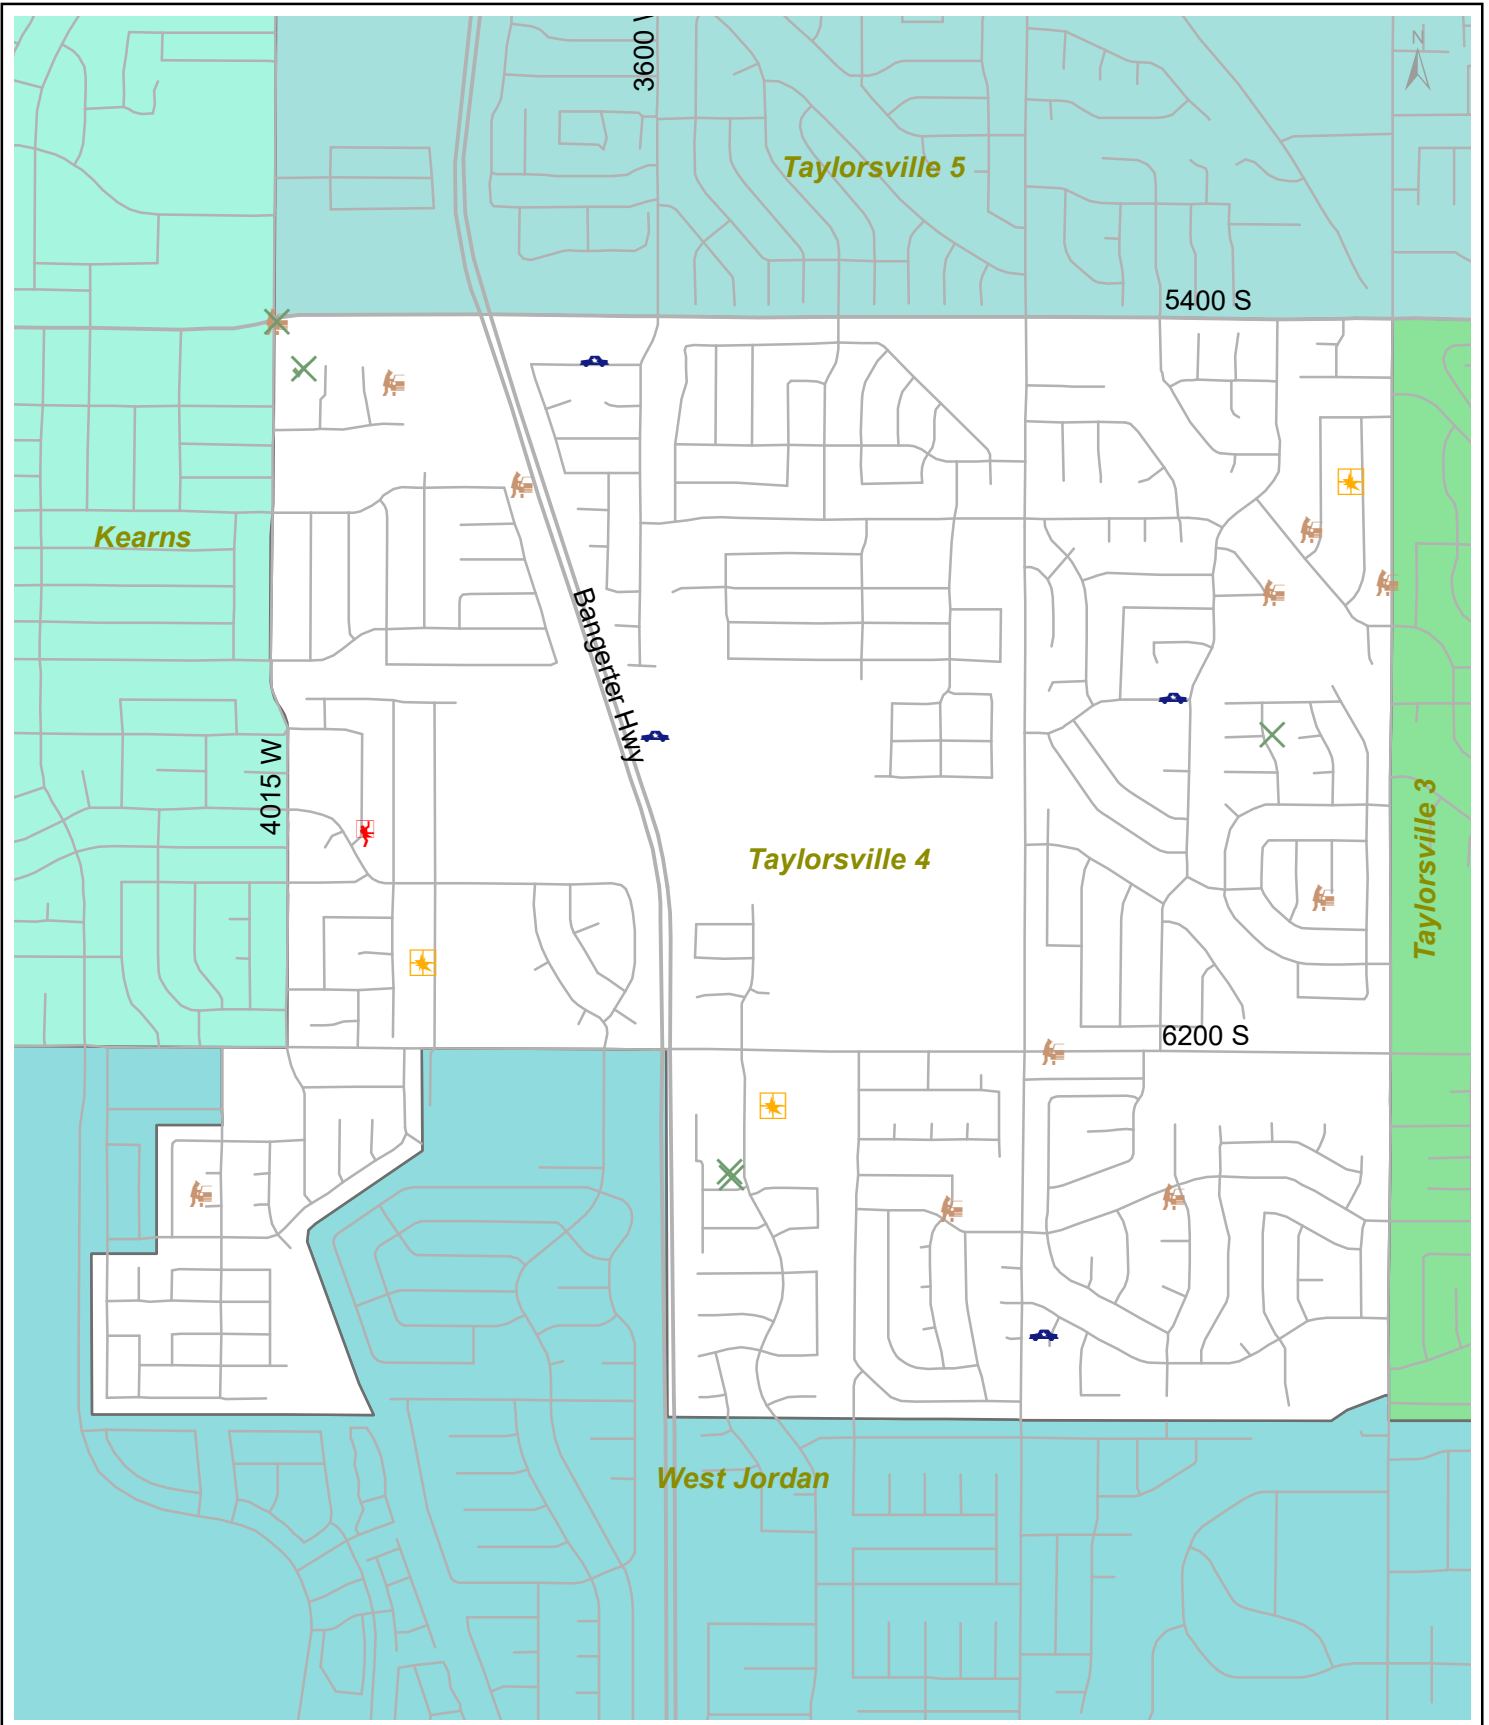 3600 W
N
Taylorsville 5
5400 S
Kearns
Bangerter Hwy
4015 W
Taylorsville 3
Taylorsville 4
6200 S
West Jordan